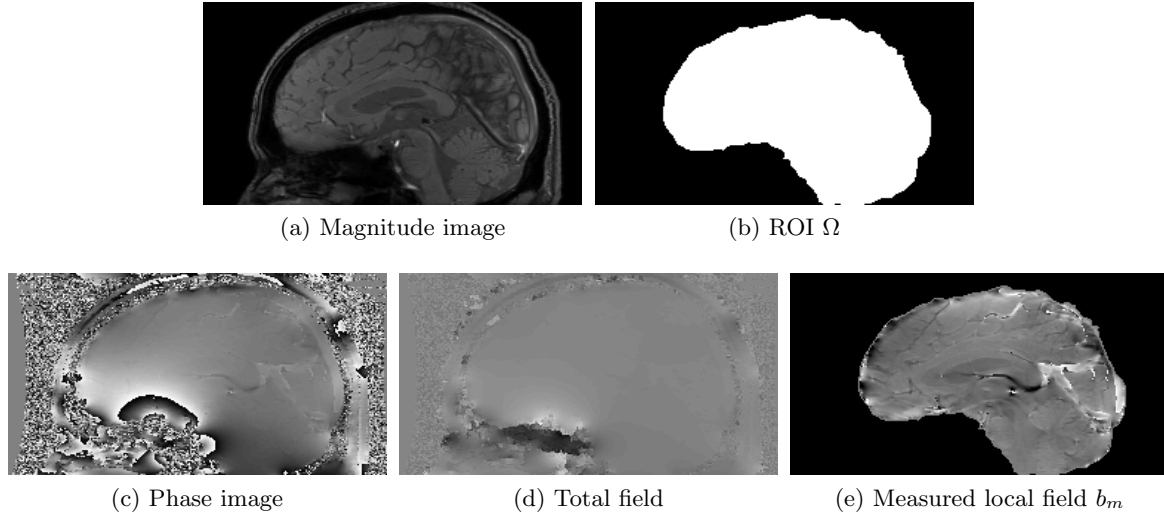 (a) Magnitude image
(b) ROI Ω
(c) Phase image
(d) Total field
(e) Measured local field b_m